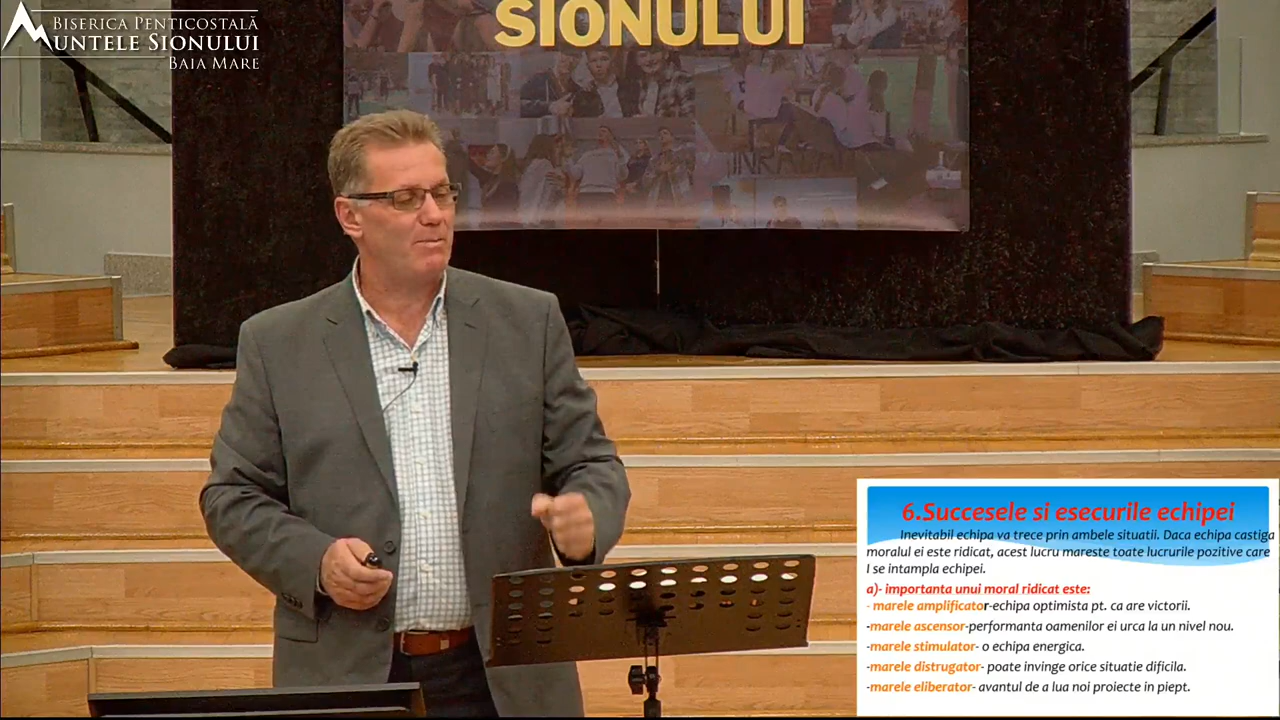 BISERICA PENTICOSTALĂ
MUNTELE SIONULUI
BAIA MARE
SIONULUI
6.Succesele si esecurile echipei
Inevitabil echipa va trece prin ambele situatii. Daca echipa castiga
moralul ei este ridicat, acest lucru mareste toate lucrurile pozitive care
I se intampla echipei.
a)- importanta unui moral ridicat este:
- marele amplificator-echipa optimista pt. ca are victorii.
-marele ascensor-performanta oamenilor ei urca la un nivel nou.
-marele stimulator- o echipa energica.
-marele distrugator- poate invinge orice situatie dificila.
-marele eliberator- avantul de a lua noi proiecte in piept.